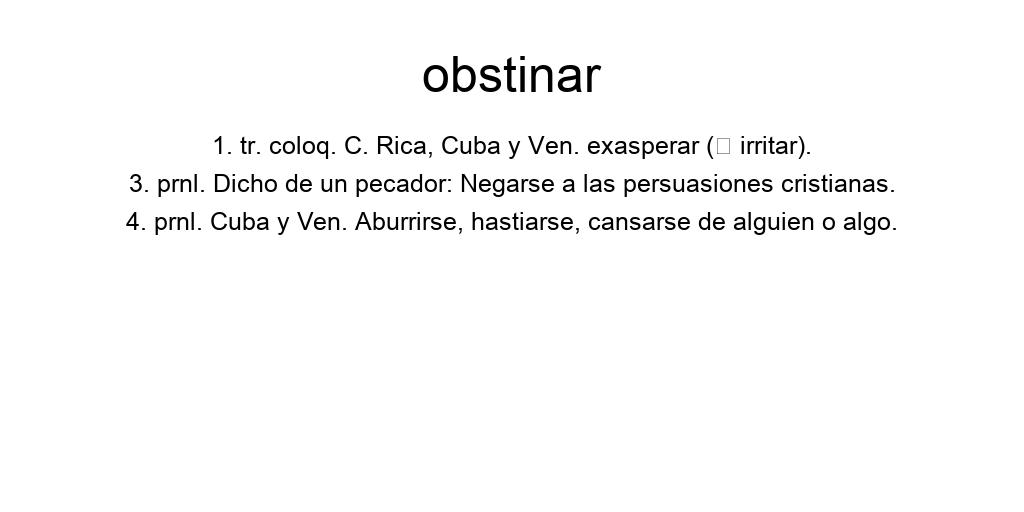 obstinar
1. tr. coloq. C. Rica, Cuba y Ven. exasperar (□ irritar).
3. prnl. Dicho de un pecador: Negarse a las persuasiones cristianas.
4. prnl. Cuba y Ven. Aburrirse, hastiarse, cansarse de alguien o algo.